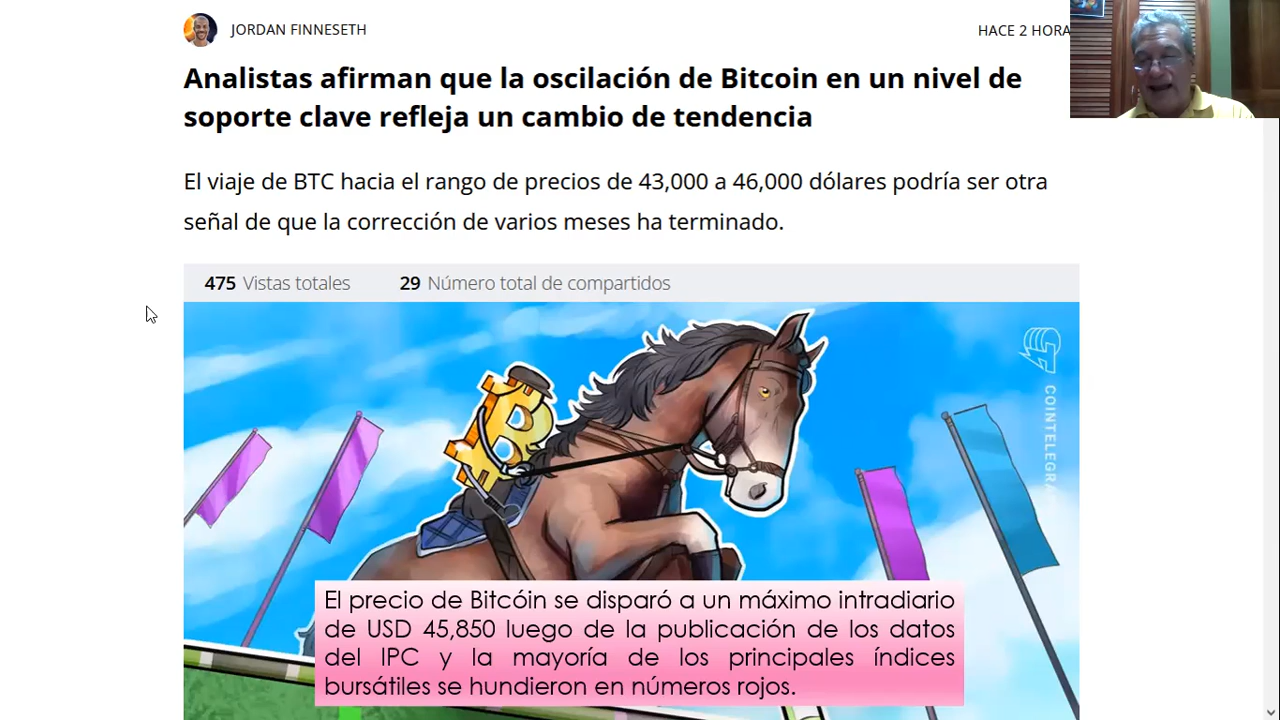 JORDAN FINNESETH
HACE 2 HORA
Analistas afirman que la oscilación de Bitcoin en un nivel de
soporte clave refleja un cambio de tendencia
El viaje de BTC hacia el rango de precios de 43,000 a 46,000 dólares podría ser otra
señal de que la corrección de varios meses ha terminado.
475 Vistas totales
29 Número total de compartidos
COINTELEGRA
El precio de Bitcóin se disparó a un máximo intradiario
de USD 45,850 luego de la publicación de los datos
del IPC y la mayoría de los principales índices
bursátiles se hundieron en números rojos.